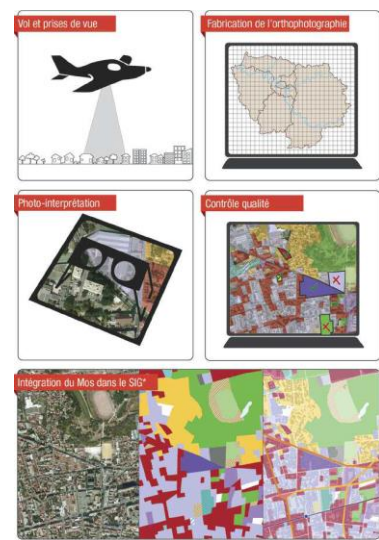 Vol et prises de vue
Fabrication de l'orthophotographie
Photo-interprétation
Contrôle qualité
Intégration du Mos dans le SIG*